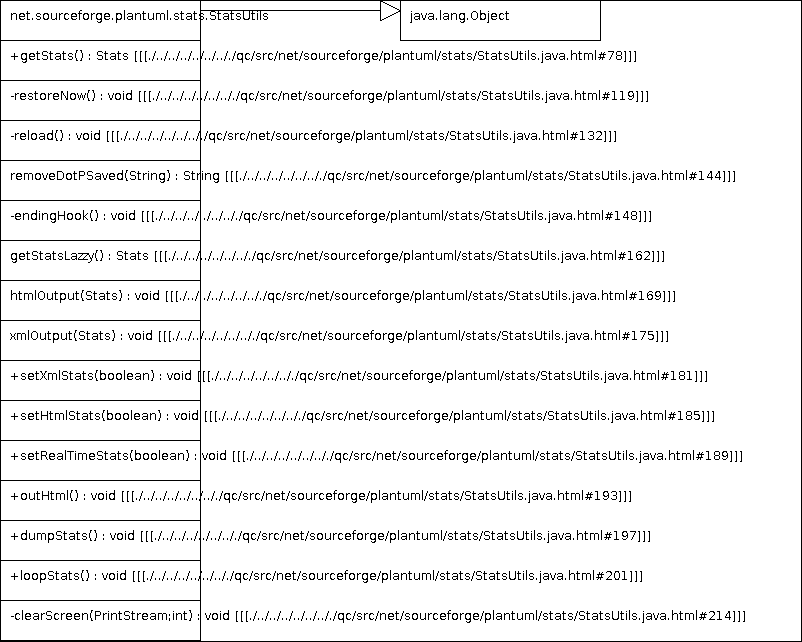 net.sourceforge.plantuml.stats.StatsUtils
java.lang.Object
+getStats() : Stats [[[./../../../../../../qc/src/net/sourceforge/plantuml/stats/StatsUtils.java.html#78]]]
-restoreNow() : void [[[./../../../../../../qc/src/net/sourceforge/plantuml/stats/StatsUtils.java.html#119]]]
-reload() : void [[[./../../../../../../qc/src/net/sourceforge/plantuml/stats/StatsUtils.java.html#132]]]
removeDotPSaved(String) : String [[[./../../../../../../qc/src/net/sourceforge/plantuml/stats/StatsUtils.java.html#144]]]
-endingHook() : void [[[./../../../../../../qc/src/net/sourceforge/plantuml/stats/StatsUtils.java.html#148]]]
getStatsLazzy() : Stats [[[./../../../../../../qc/src/net/sourceforge/plantuml/stats/StatsUtils.java.html#162]]]
htmlOutput(Stats) : void [[[./../../../../../../qc/src/net/sourceforge/plantuml/stats/StatsUtils.java.html#169]]]
xmlOutput(Stats) : void [[[./../../../../../../qc/src/net/sourceforge/plantuml/stats/StatsUtils.java.html#175]]]
+setXmlStats(boolean) : void [[[./../../../../../../qc/src/net/sourceforge/plantuml/stats/StatsUtils.java.html#181]]]
+setHtmlStats(boolean) : void [[[./../../../../../../qc/src/net/sourceforge/plantuml/stats/StatsUtils.java.html#185]]]
+setRealTimeStats(boolean) : void [[[./../../../../../../qc/src/net/sourceforge/plantuml/stats/StatsUtils.java.html#189]]]
+outHtml() : void [[[./../../../../../../qc/src/net/sourceforge/plantuml/stats/StatsUtils.java.html#193]]]
+dumpStats() : void [[[./../../../../../../qc/src/net/sourceforge/plantuml/stats/StatsUtils.java.html#197]]]
+loopStats() : void [[[./../../../../../../qc/src/net/sourceforge/plantuml/stats/StatsUtils.java.html#201]]]
-clearScreen(PrintStream;int) : void [[[./../../../../../../qc/src/net/sourceforge/plantuml/stats/StatsUtils.java.html#214]]]